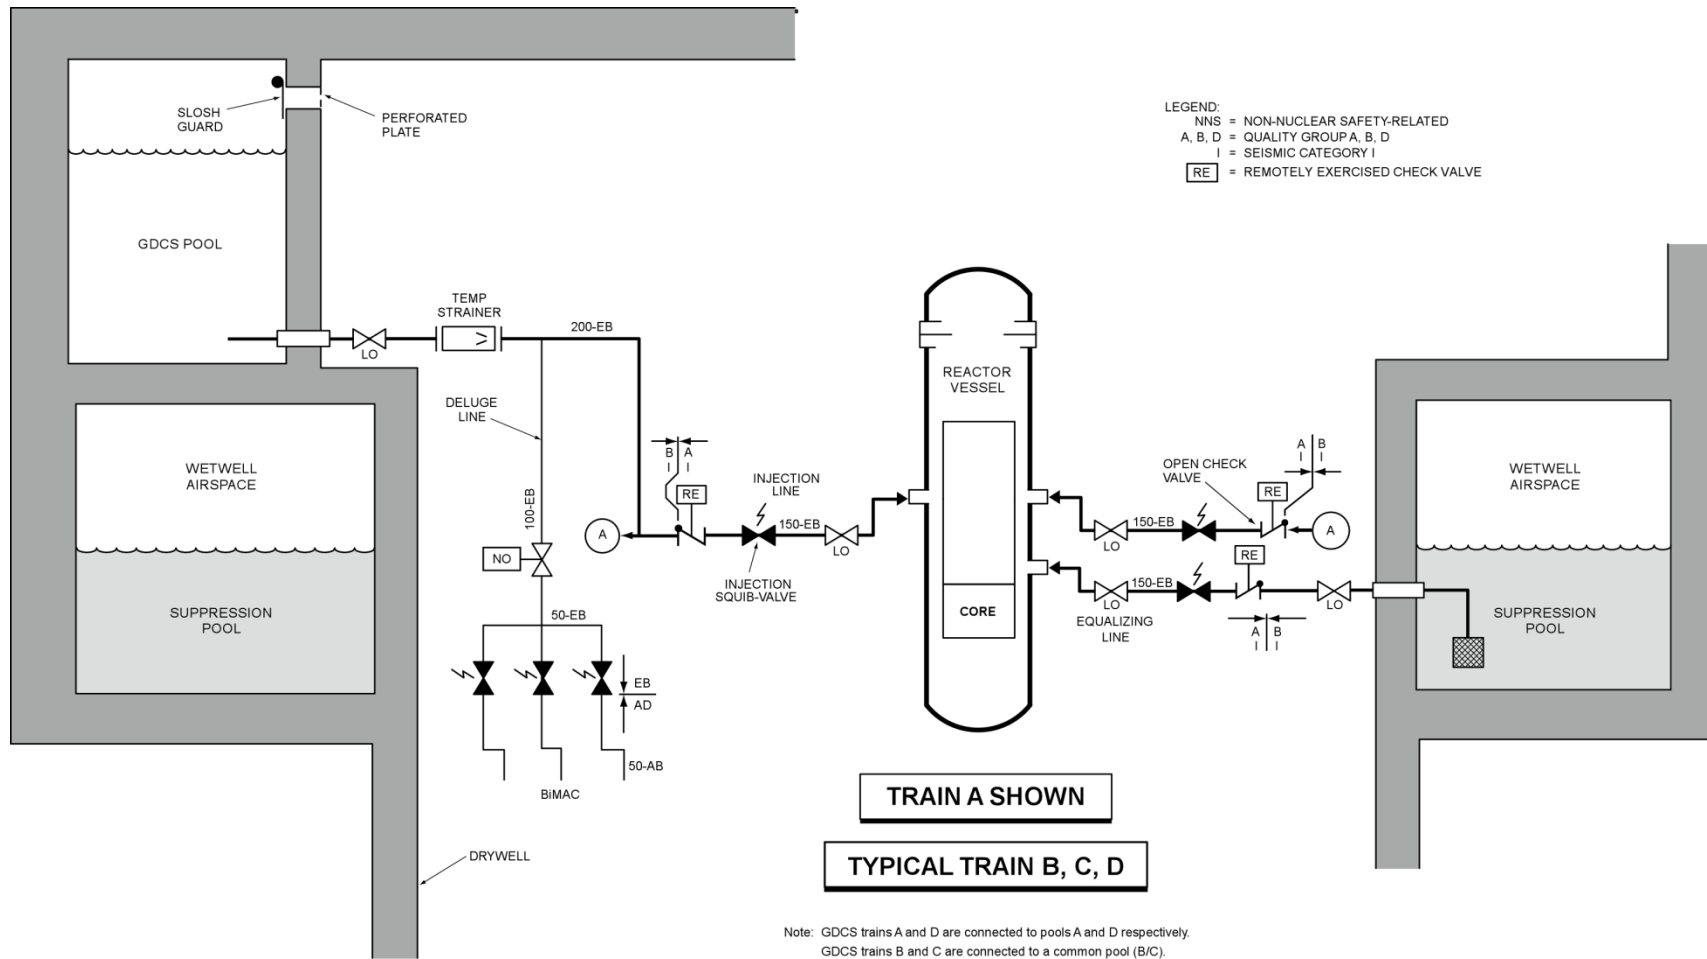 SLOSH
GUARD
PERFORATED
PLATE
LEGEND:
NNS = NON-NUCLEAR SAFETY-RELATED
A, B, D = QUALITY GROUP A, B, D
I = SEISMIC CATEGORY I
RE = REMOTELY EXERCISED CHECK VALVE
GDCS POOL
TEMP
STRAINER
LO
200-EB
DELUGE
LINE
100-EB
NO
50-EB
EB
AD
50-AB
BiMAC
WETWELL
AIRSPACE
SUPPRESSION
POOL
DRYWELL
B A
I I
RE
A
INJECTION
LINE
150-EB
LO
INJECTION
SQUIB-VALVE
REACTOR
VESSEL
CORE
OPEN CHECK
VALVE
A B
I I
RE
150-EB
LO
A
RE
150-EB
LO
LO
EQUALIZING
LINE
A B
I I
WETWELL
AIRSPACE
SUPPRESSION
POOL
TRAIN A SHOWN
TYPICAL TRAIN B, C, D
Note: GDCS trains A and D are connected to pools A and D respectively.
GDCS trains B and C are connected to a common pool (B/C).